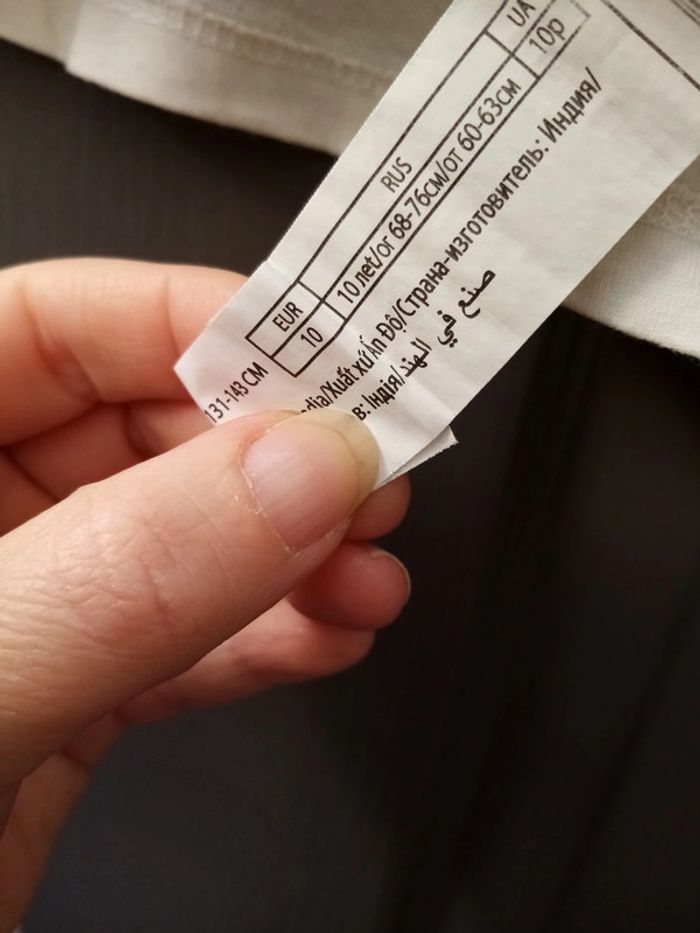 UA
10р
RUS
10 лет/от 68-76см/от 60-63см
EUR
10
131-143 CM
/Xuất xứ Ấn Độ/Страна-изготовитель: Индия/
Індія/صنع في الهند